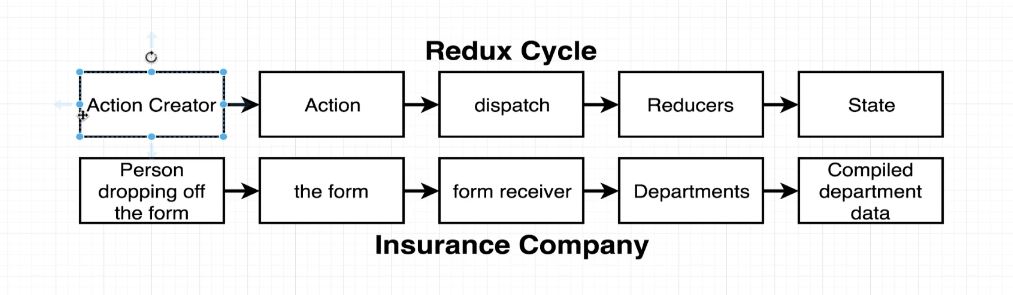 Redux Cycle
Action Creator
Action
dispatch
Reducers
State
Person
dropping off
the form
the form
form receiver
Departments
Compiled
department
data
Insurance Company